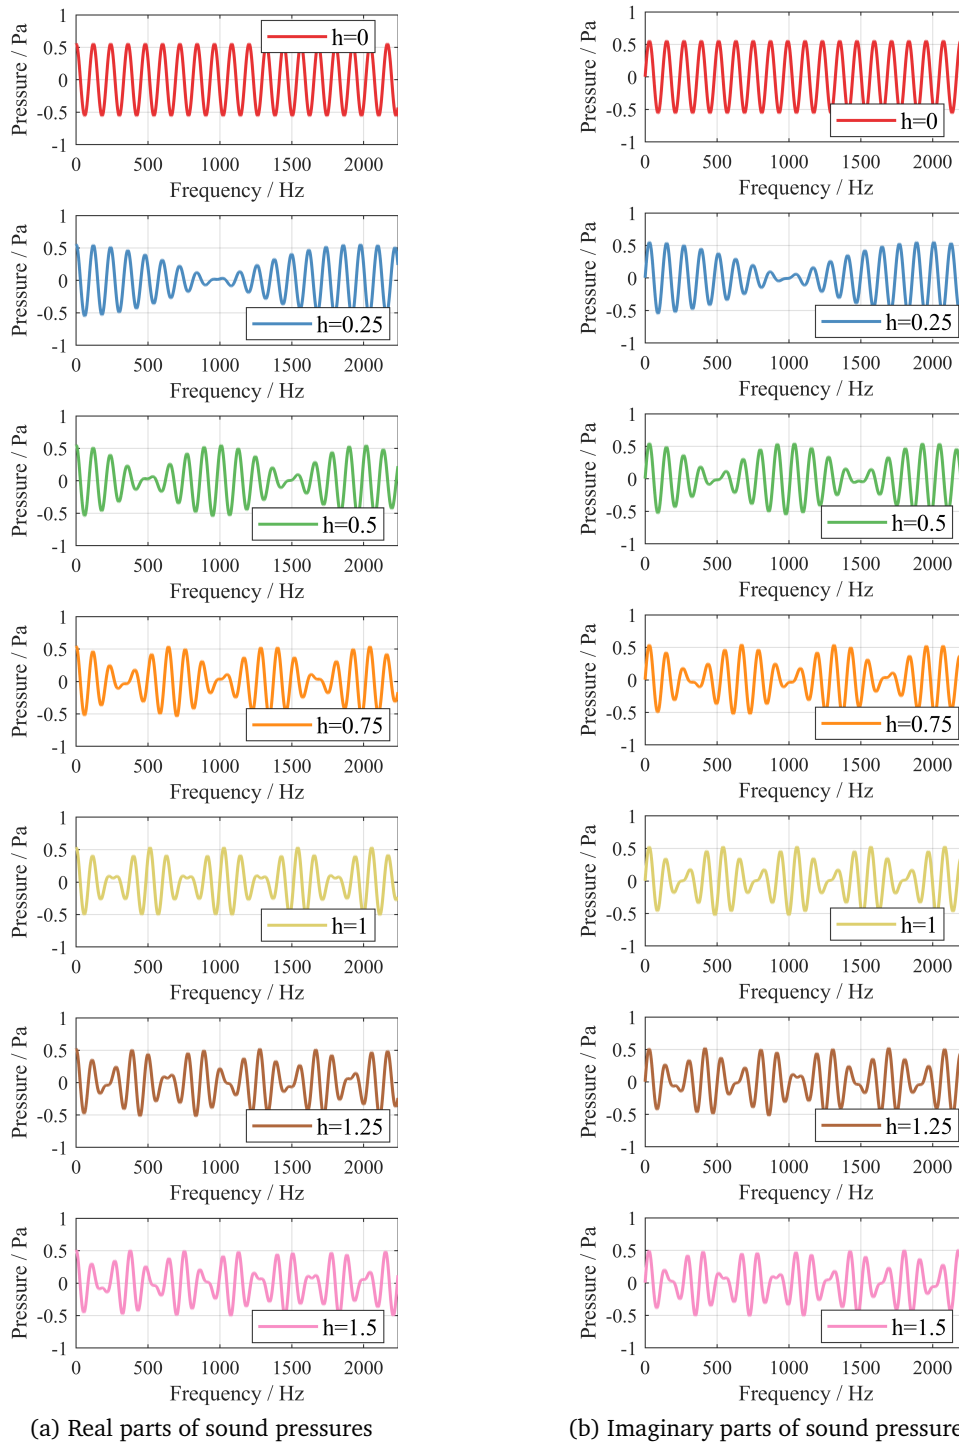 Pressure / Pa
1
0.5
0
-0.5
-1
h=0
0 500 1000 1500 2000
Frequency / Hz
Pressure / Pa
1
0.5
0
-0.5
-1
h=0
0 500 1000 1500 2000
Frequency / Hz
Pressure / Pa
1
0.5
0
-0.5
-1
h=0.25
0 500 1000 1500 2000
Frequency / Hz
Pressure / Pa
1
0.5
0
-0.5
-1
h=0.25
0 500 1000 1500 2000
Frequency / Hz
Pressure / Pa
1
0.5
0
-0.5
-1
h=0.5
0 500 1000 1500 2000
Frequency / Hz
Pressure / Pa
1
0.5
0
-0.5
-1
h=0.5
0 500 1000 1500 2000
Frequency / Hz
Pressure / Pa
1
0.5
0
-0.5
-1
h=0.75
0 500 1000 1500 2000
Frequency / Hz
Pressure / Pa
1
0.5
0
-0.5
-1
h=0.75
0 500 1000 1500 2000
Frequency / Hz
Pressure / Pa
1
0.5
0
-0.5
-1
h=1
0 500 1000 1500 2000
Frequency / Hz
Pressure / Pa
1
0.5
0
-0.5
-1
h=1
0 500 1000 1500 2000
Frequency / Hz
Pressure / Pa
1
0.5
0
-0.5
-1
h=1.25
0 500 1000 1500 2000
Frequency / Hz
Pressure / Pa
1
0.5
0
-0.5
-1
h=1.25
0 500 1000 1500 2000
Frequency / Hz
Pressure / Pa
1
0.5
0
-0.5
-1
h=1.5
0 500 1000 1500 2000
Frequency / Hz
Pressure / Pa
1
0.5
0
-0.5
-1
h=1.5
0 500 1000 1500 2000
Frequency / Hz
(a) Real parts of sound pressures
(b) Imaginary parts of sound pressure